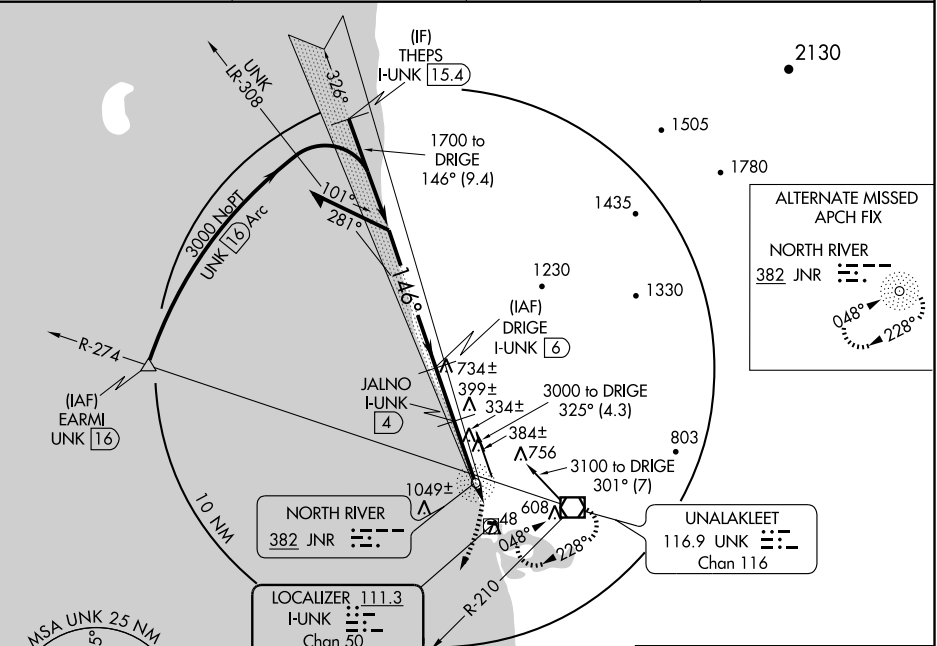 (IF)
THEPS
I-UNK 15.4
326°
UNK
LR-308
2130
1505
1780
1700 to
DRIGE
146° (9.4)
1435
ALTERNATE MISSED
APCH FIX
NORTH RIVER
382 JNR
048°
228°
3000 NoPT
UNK 16 Arc
101°
281°
146°
1230
1330
(IAF)
DRIGE
I-UNK 6
R-274
(IAF)
EARMI
UNK 16
734±
399±
334±
384±
JALNO
I-UNK
4
3000 to DRIGE
325° (4.3)
756
803
3100 to DRIGE
301° (7)
1049±
10 NM
NORTH RIVER
382 JNR
48
608
048°
228°
UNALAKLEET
116.9 UNK
Chan 116
R-210
LOCALIZER 111.3
I-UNK
Chan 50
MSA UNK 25 NM